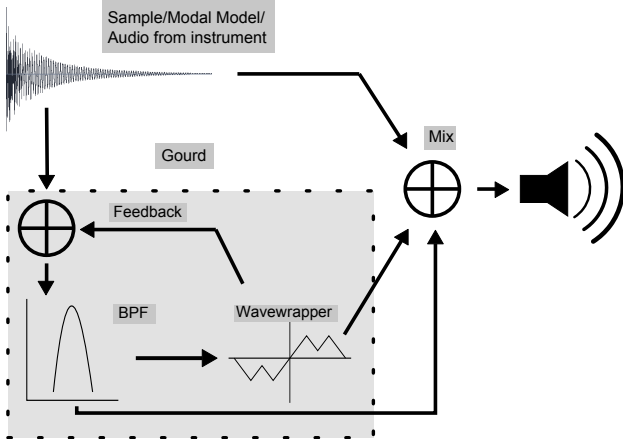 Sample/Modal Model/
Audio from instrument
Mix
Gourd
Feedback
BPF
Wavewrapper